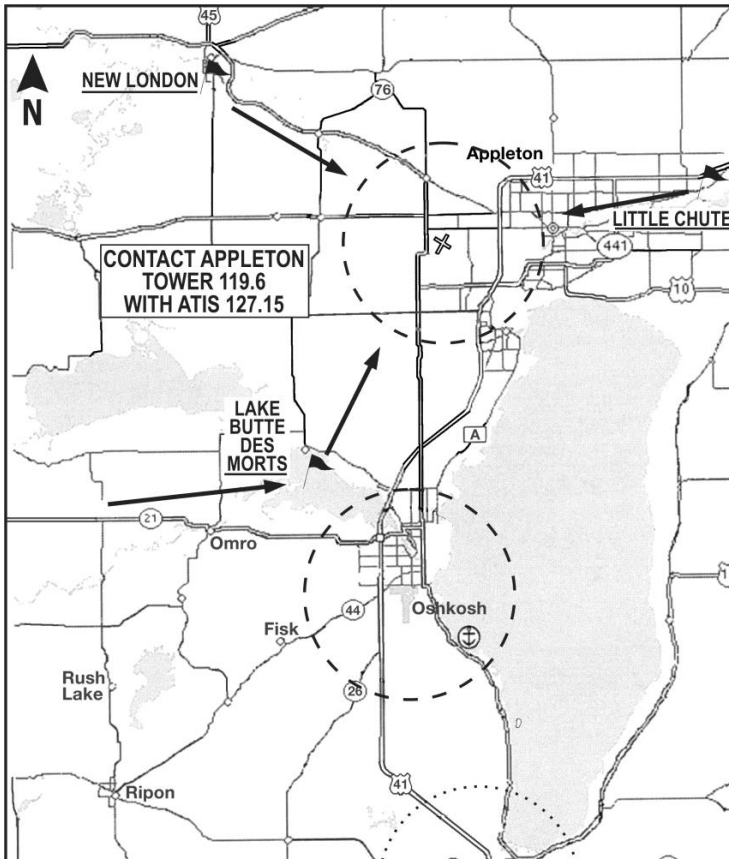 45
NEW LONDON
N
76
Appleton
41
LITTLE CHUTE
441
CONTACT APPLETON
TOWER 119.6
WITH ATIS 127.15
10
LAKE
BUTTE
DES
MORTS
A
21
Omro
Oshkosh
44
Fisk
Rush
Lake
26
41
Ripon